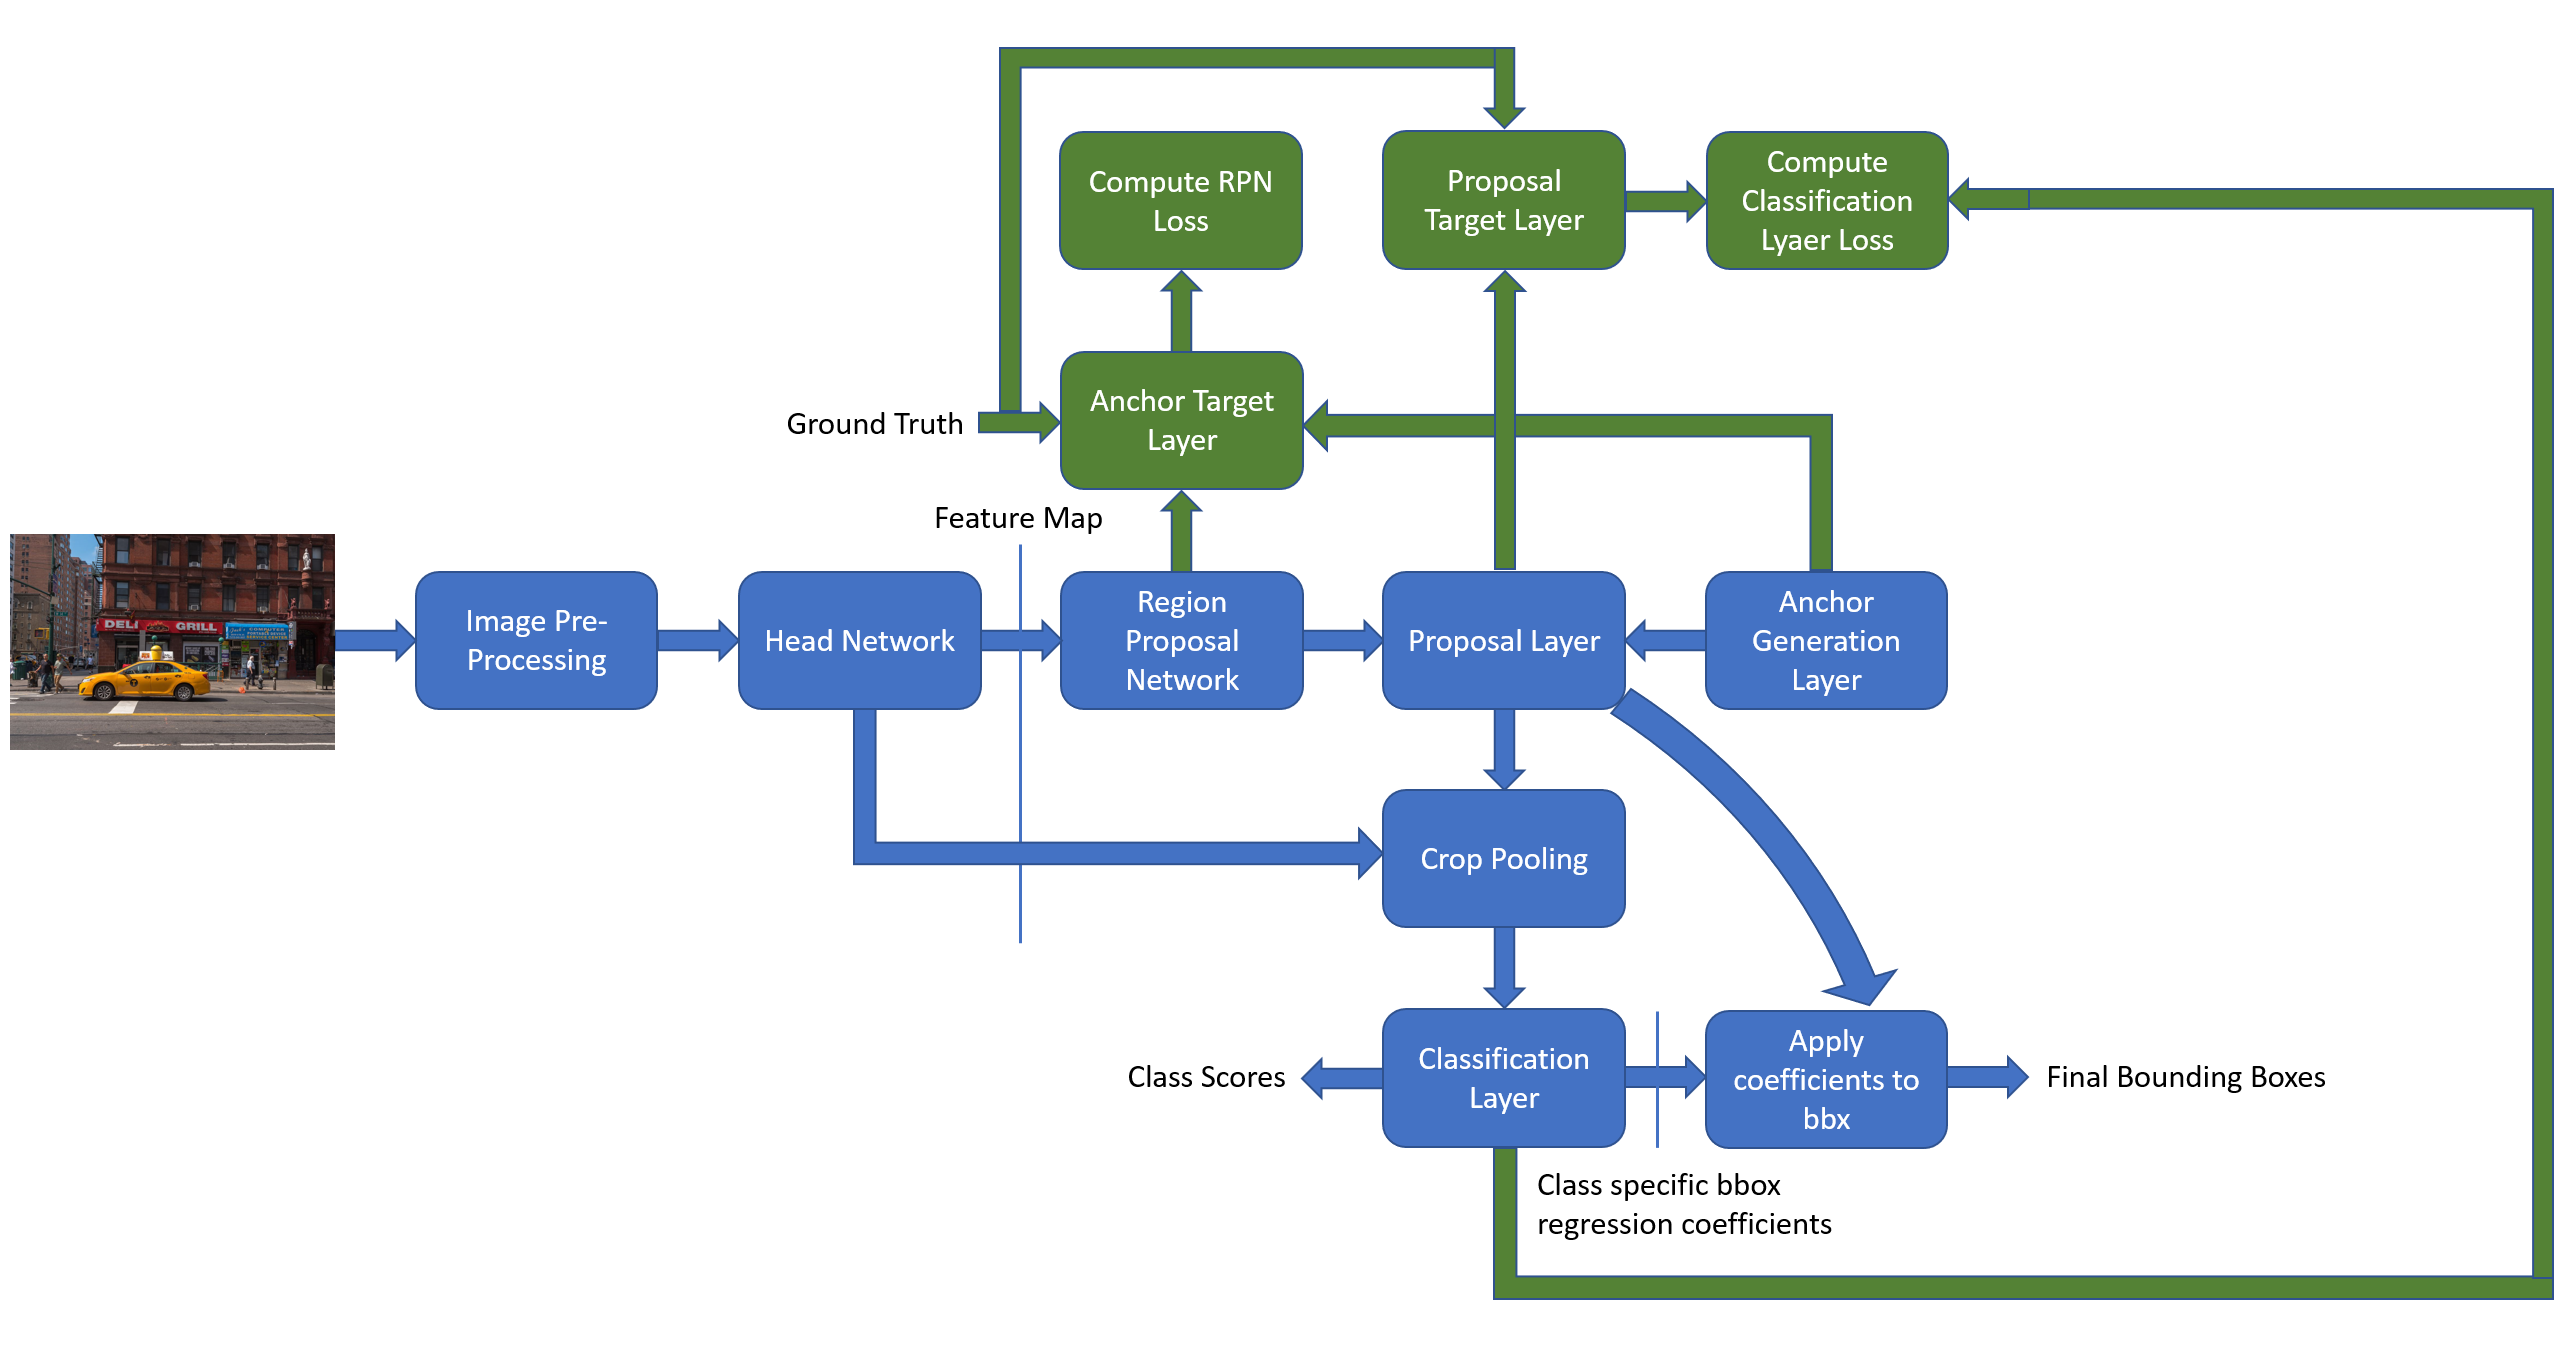 Compute RPN
Loss
Proposal
Target Layer
Compute
Classification
Lyaer Loss
Ground Truth
Anchor Target
Layer
Feature Map
DELI GRILL
Image Pre-
Processing
Head Network
Region
Proposal
Network
Proposal Layer
Anchor
Generation
Layer
Crop Pooling
Class Scores
Classification
Layer
Apply
coefficients to
bbx
Final Bounding Boxes
Class specific bbox
regression coefficients